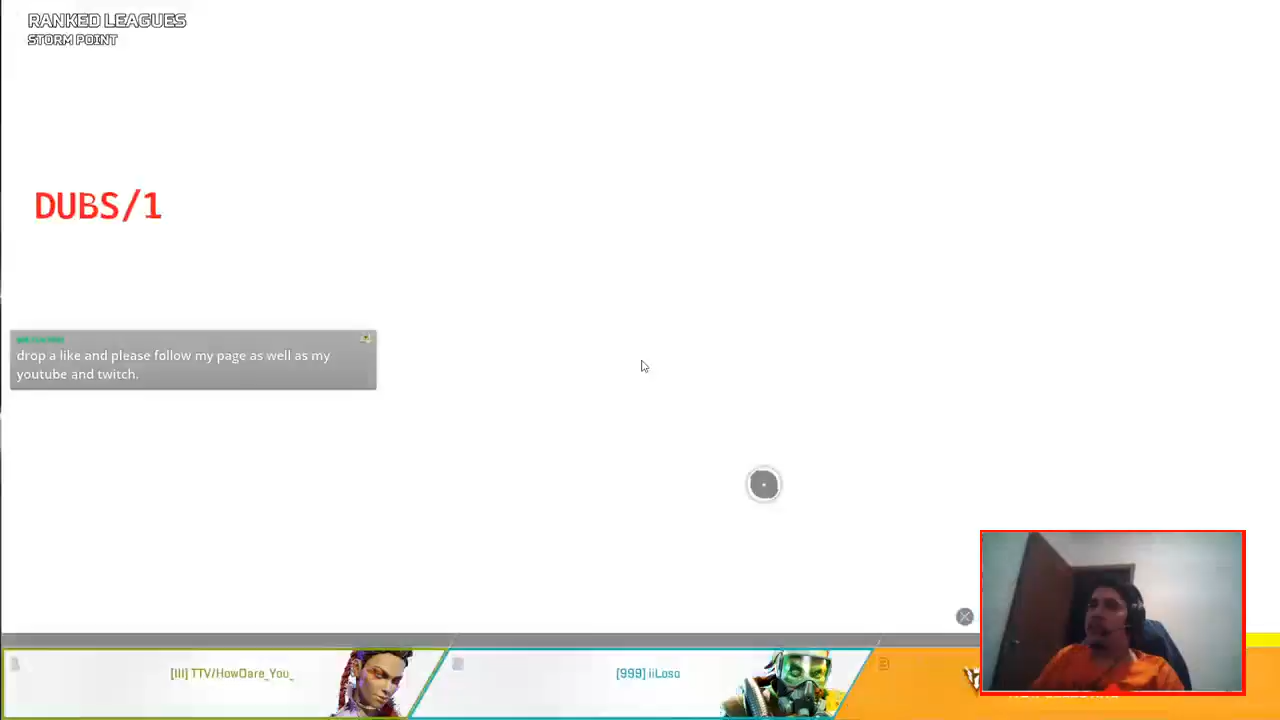 RANKED LEAGUES
STORM POINT
DUBS/1
drop a like and please follow my page as well as my
youtube and twitch.
[III] TTV/HowDare_You_
[999] iiLoso